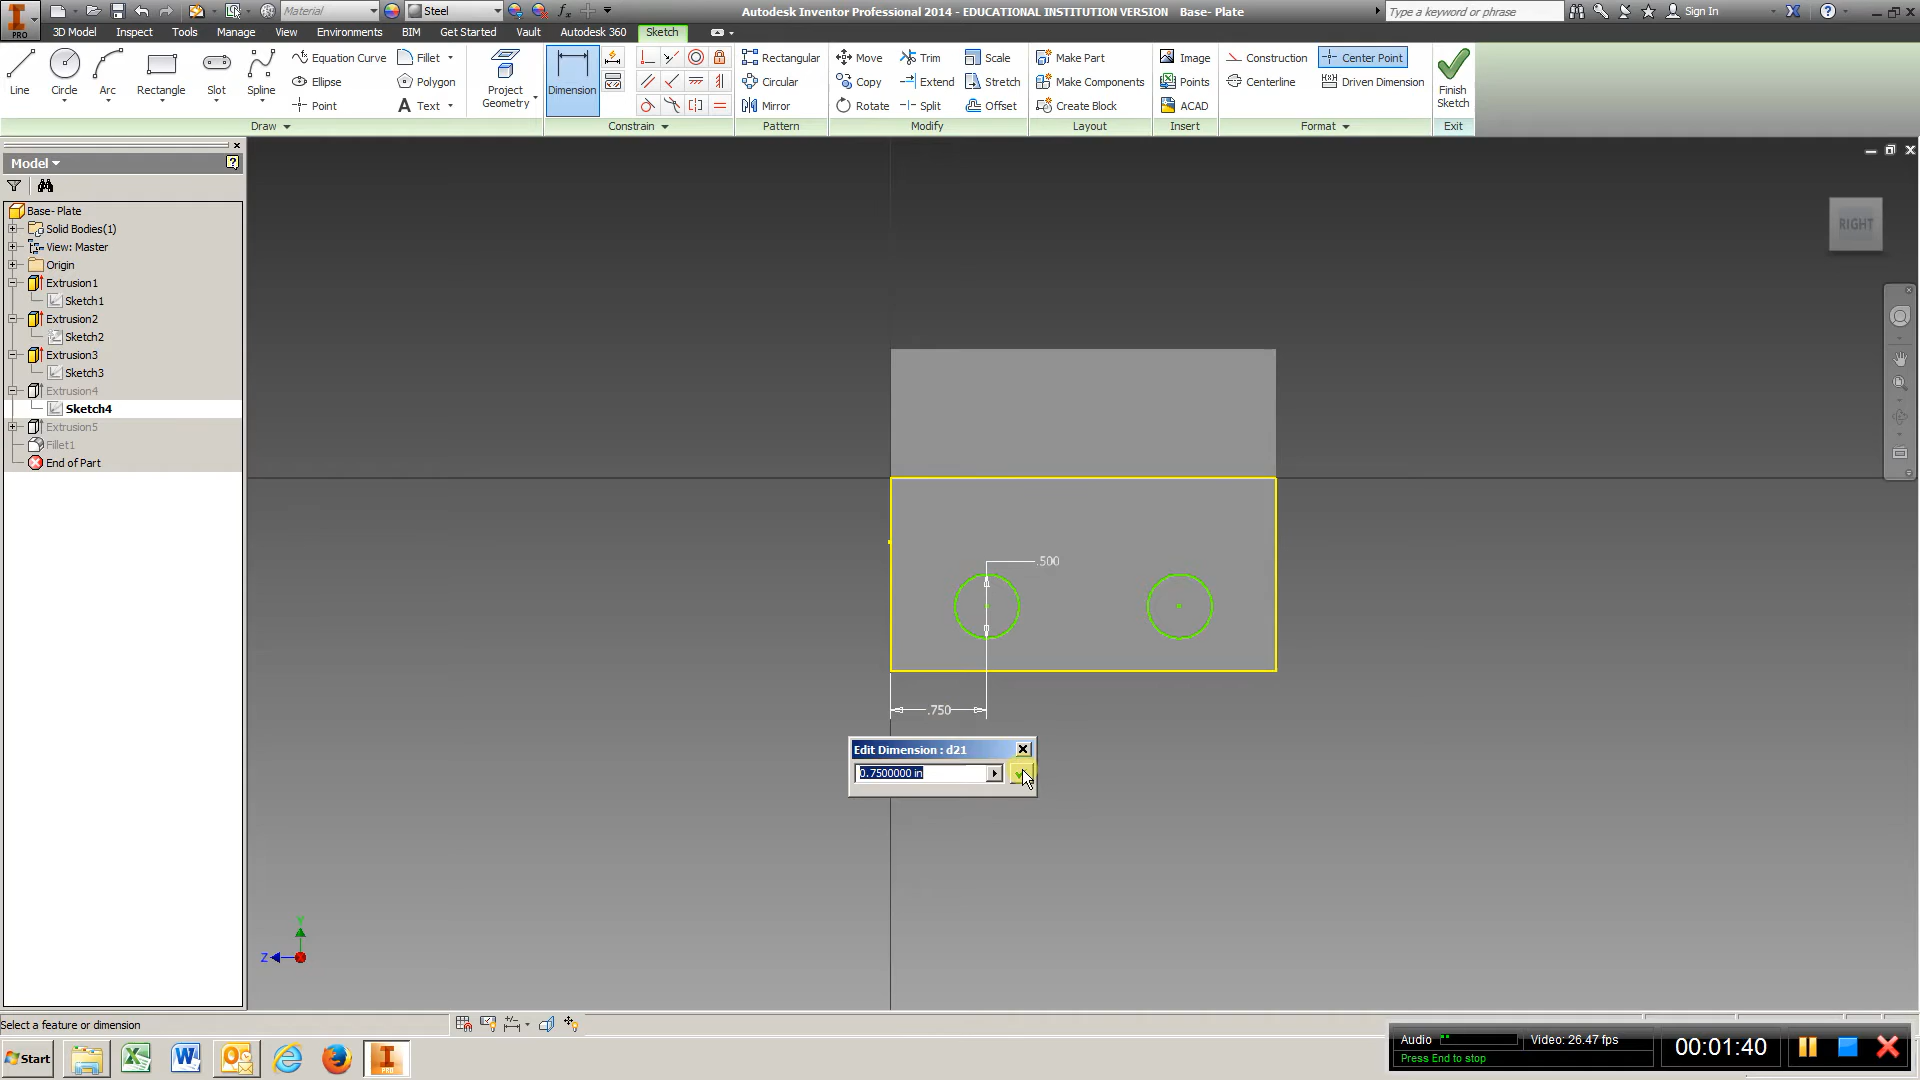 Material
Steel
fx
Autodesk Inventor Professional 2014 - EDUCATIONAL INSTITUTION VERSION Base- Plate
Type a keyword or phrase
Sign In
PRO
3D Model Inspect Tools Manage View Environments BIM Get Started Vault Autodesk 360 Sketch
Line
Circle
Arc
Rectangle
Slot
Spline
Equation Curve
Ellipse
Point
Fillet
Polygon
Text
Project
Geometry
Dimension
Rectangular
Circular
Mirror
Move
Copy
Rotate
Trim
Extend
Split
Scale
Stretch
Offset
Make Part
Make Components
Create Block
Image
Points
ACAD
Construction
Centerline
Center Point
Driven Dimension
Finish
Sketch
Draw
Constrain
Pattern
Modify
Layout
Insert
Format
Exit
Model
Base- Plate
Solid Bodies(1)
View: Master
Origin
Extrusion1
Sketch1
Extrusion2
Sketch2
Extrusion3
Sketch3
Extrusion4
Sketch4
Extrusion5
Fillet1
End of Part
RIGHT
.500
.750
Edit Dimension : d21
0.7500000 in
Y
Z
Select a feature or dimension
Start
PRO
Audio
Video: 26.47 fps
Press End to stop
00:01:40